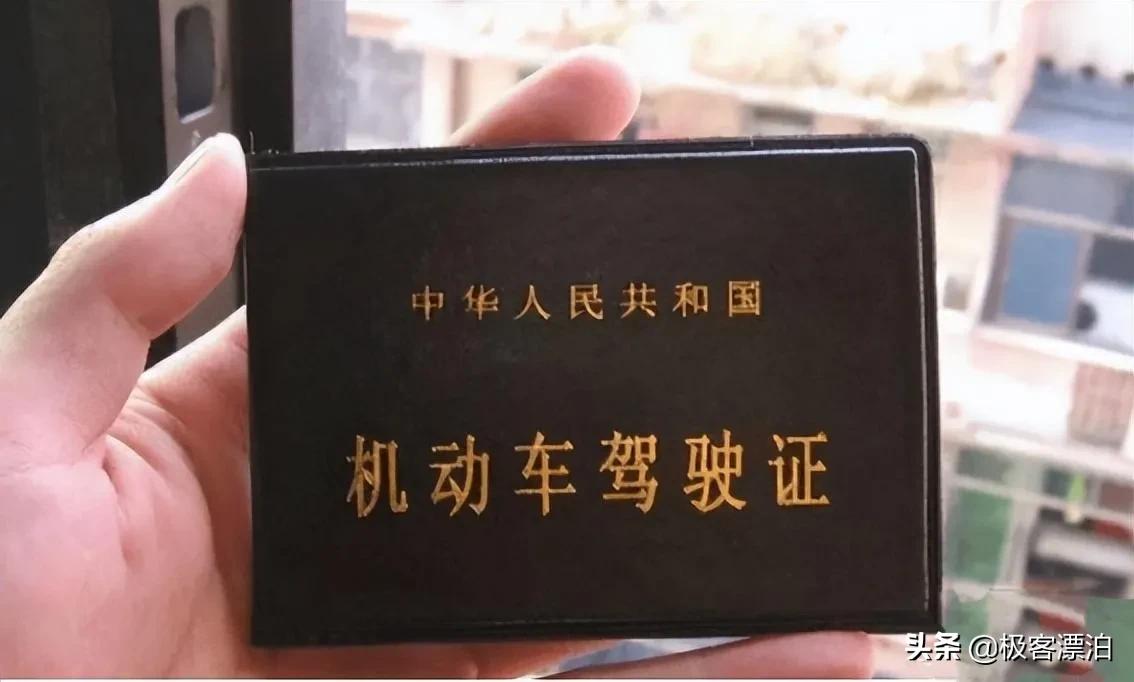 中华人民共和国
机动车驾驶证
头条 @极客漂泊